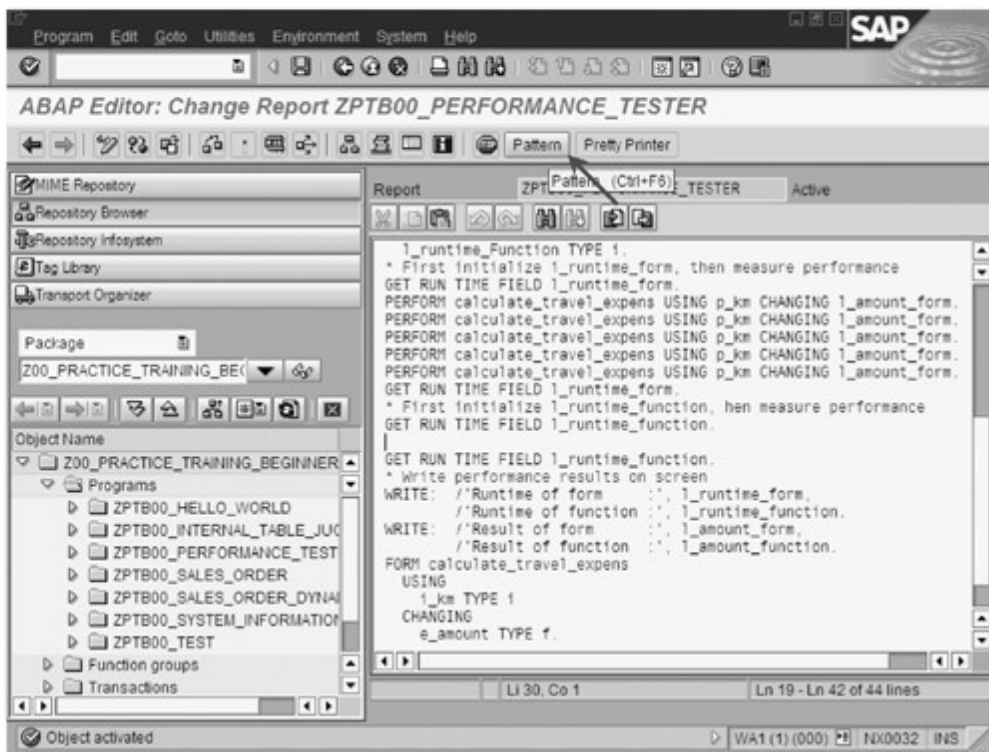 Program Edit Goto Utilities Environment System Help
SAP
ABAP Editor: Change Report ZPTB00_PERFORMANCE_TESTER
Pattern Pretty Printer
MIME Repository
Repository Browser
Repository Infosystem
Tag Library
Transport Organizer
Package
Z00_PRACTICE_TRAINING_BE
Object Name
Z00_PRACTICE_TRAINING_BEGINNER
Programs
ZPTB00_HELLO_WORLD
ZPTB00_INTERNAL_TABLE_JUG
ZPTB00_PERFORMANCE_TEST
ZPTB00_SALES_ORDER
ZPTB00_SALES_ORDER_DYNA
ZPTB00_SYSTEM_INFORMATION
ZPTB00_TEST
Function groups
Transactions
Report Pattern (Ctrl+F6) _TESTER Active
l_runtime_Function TYPE i.
* First initialize l_runtime_form, then measure performance
GET RUN TIME FIELD l_runtime_form.
PERFORM calculate_travel_expens USING p_km CHANGING l_amount_form.
PERFORM calculate_travel_expens USING p_km CHANGING l_amount_form.
PERFORM calculate_travel_expens USING p_km CHANGING l_amount_form.
PERFORM calculate_travel_expens USING p_km CHANGING l_amount_form.
PERFORM calculate_travel_expens USING p_km CHANGING l_amount_form.
GET RUN TIME FIELD l_runtime_form.
* First initialize l_runtime_function, hen measure performance
GET RUN TIME FIELD l_runtime_function.
GET RUN TIME FIELD l_runtime_function.
* Write performance results on screen
WRITE: /'Runtime of form :', l_runtime_form,
/'Runtime of function :', l_runtime_function.
WRITE: /'Result of form :', l_amount_form,
/'Result of function :', l_amount_function.
FORM calculate_travel_expens
USING
i_km TYPE i
CHANGING
e_amount TYPE f.
Li 30, Co 1 Ln 19 - Ln 42 of 44 lines
Object activated WA1 (1) (000) NX0032 INS